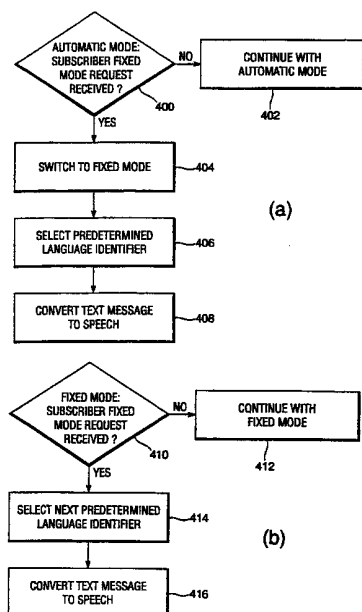 AUTOMATIC MODE:
SUBSCRIBER FIXED
MODE REQUEST
RECEIVED ?
400
NO
CONTINUE WITH
AUTOMATIC MODE
402
YES
SWITCH TO FIXED MODE
404
(a)
SELECT PREDETERMINED
LANGUAGE IDENTIFIER
406
CONVERT TEXT MESSAGE
TO SPEECH
408
FIXED MODE:
SUBSCRIBER FIXED
MODE REQUEST
RECEIVED ?
410
NO
CONTINUE WITH
FIXED MODE
412
YES
SELECT NEXT PREDETERMINED
LANGUAGE IDENTIFIER
414
(b)
CONVERT TEXT MESSAGE
TO SPEECH
416